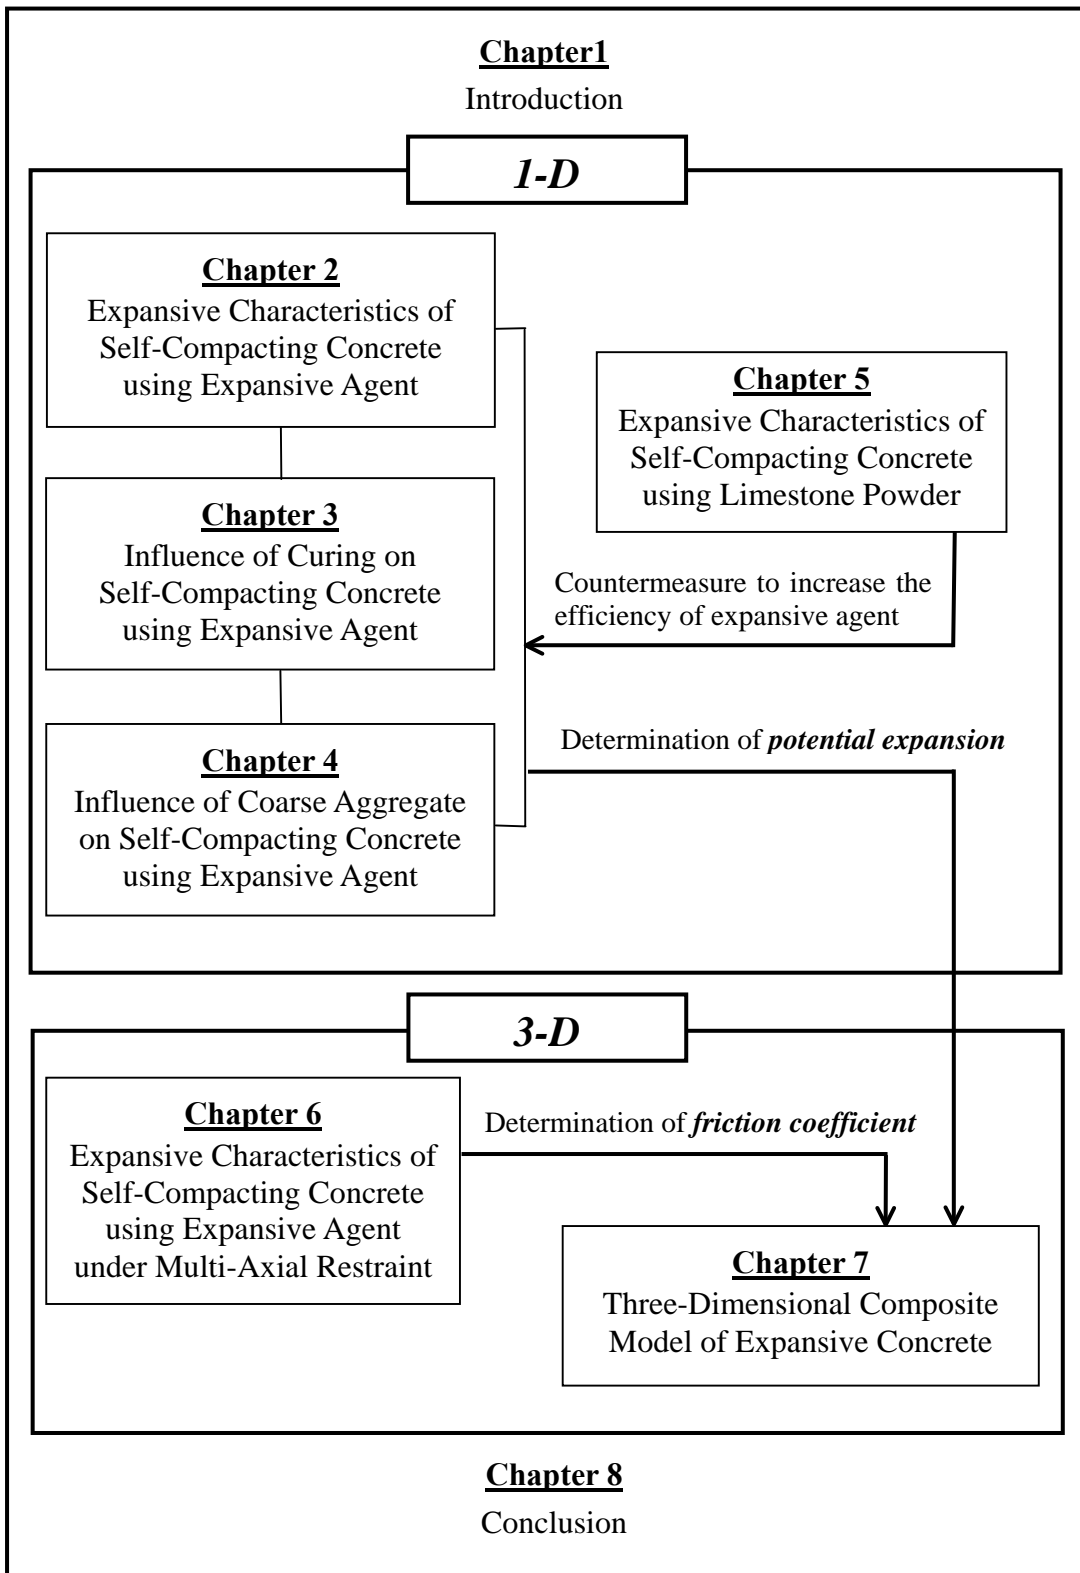 Chapter1
Introduction
1-D
Chapter 2
Expansive Characteristics of
Self-Compacting Concrete
using Expansive Agent
Chapter 3
Influence of Curing on
Self-Compacting Concrete
using Expansive Agent
Chapter 4
Influence of Coarse Aggregate
on Self-Compacting Concrete
using Expansive Agent
Chapter 5
Expansive Characteristics of
Self-Compacting Concrete
using Limestone Powder
Countermeasure to increase the
efficiency of expansive agent
Determination of potential expansion
3-D
Chapter 6
Expansive Characteristics of
Self-Compacting Concrete
using Expansive Agent
under Multi-Axial Restraint
Determination of friction coefficient
Chapter 7
Three-Dimensional Composite
Model of Expansive Concrete
Chapter 8
Conclusion